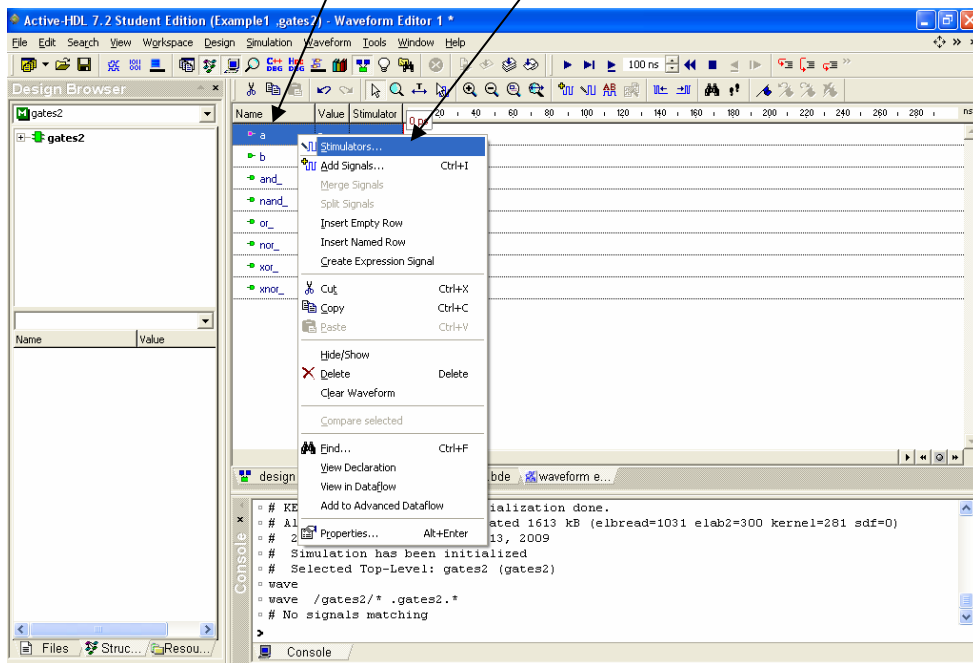 Active-HDL 7.2 Student Edition (Example1 ,gates2) - Waveform Editor 1 *
File Edit Search View Workspace Design Simulation Waveform Tools Window Help
100 ns
Design Browser
gates2
gates2
Name Value
Files Struc... Resou...
Name Value Stimulator 0 ps 20 40 60 80 100 120 140 160 180 200 220 240 260 280 ns
a
b
and_
nand_
or_
nor_
xor_
xnor_
Stimulators...
Add Signals... Ctrl+I
Merge Signals
Split Signals
Insert Empty Row
Insert Named Row
Create Expression Signal
Cut Ctrl+X
Copy Ctrl+C
Paste Ctrl+V
Hide/Show
Delete Delete
Clear Waveform
Compare selected
Find... Ctrl+F
View Declaration
View in Dataflow
Add to Advanced Dataflow
Properties... Alt+Enter
design .bde waveform e...
# KE ialization done.
# Al ated 1613 kB (elbread=1031 elab2=300 kernel=281 sdf=0)
# 2 13, 2009
# Simulation has been initialized
# Selected Top-Level: gates2 (gates2)
wave
wave /gates2/* .gates2.*
# No signals matching
>
Console
Console